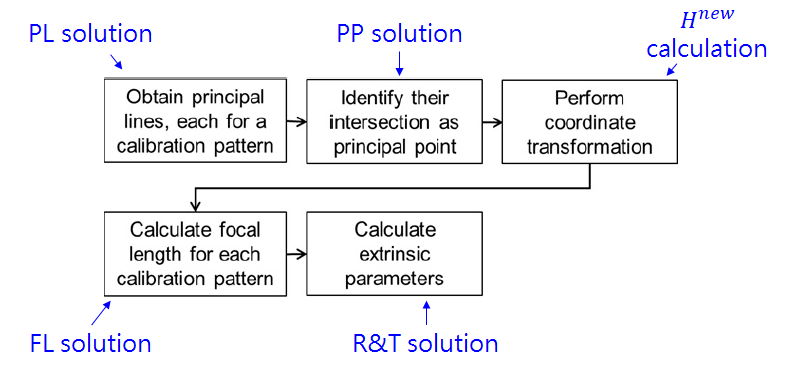 PL solution
PP solution
H^new
calculation
Obtain principal
lines, each for a
calibration pattern
Identify their
intersection as
principal point
Perform
coordinate
transformation
Calculate focal
length for each
calibration pattern
Calculate
extrinsic
parameters
FL solution
R&T solution